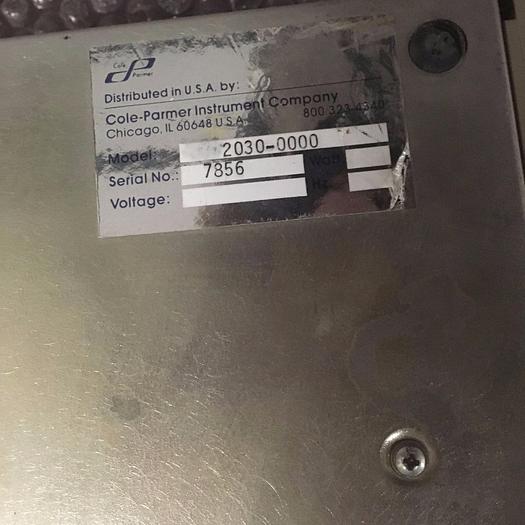 Cole
Parmer
Distributed in U.S.A. by:
Cole-Parmer Instrument Company
Chicago, IL 60648 U.S.A. 800 323-4340
Model: 2030-0000
Serial No.: 7856 Watt
Voltage: Hz